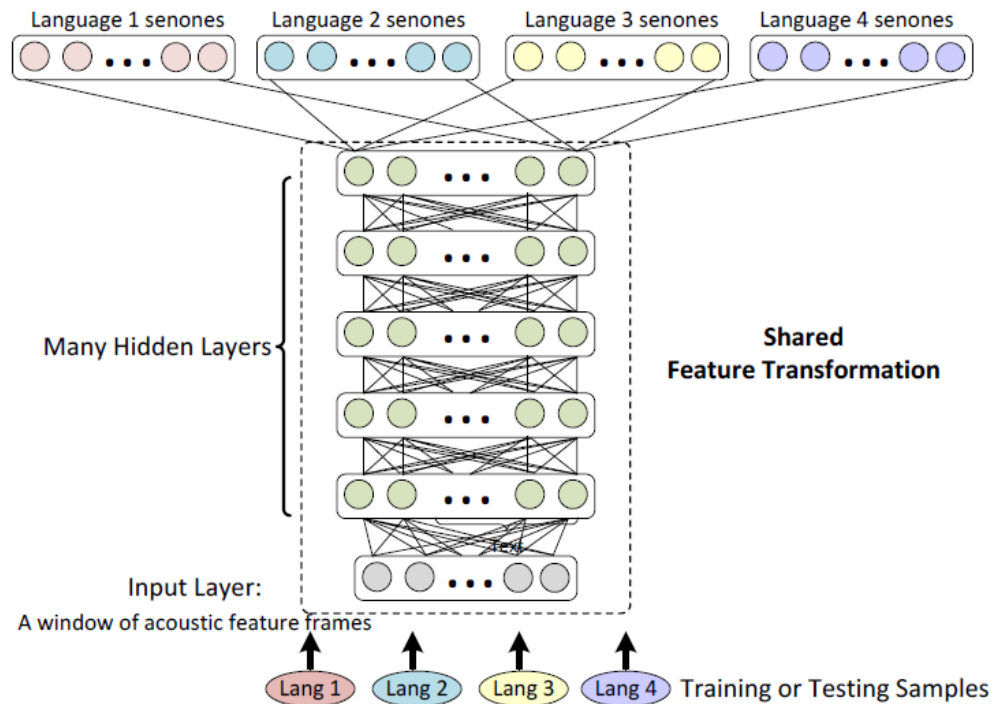 Language 1 senones
Language 2 senones
Language 3 senones
Language 4 senones
Many Hidden Layers
Shared
Feature Transformation
Text
Input Layer:
A window of acoustic feature frames
Lang 1
Lang 2
Lang 3
Lang 4
Training or Testing Samples